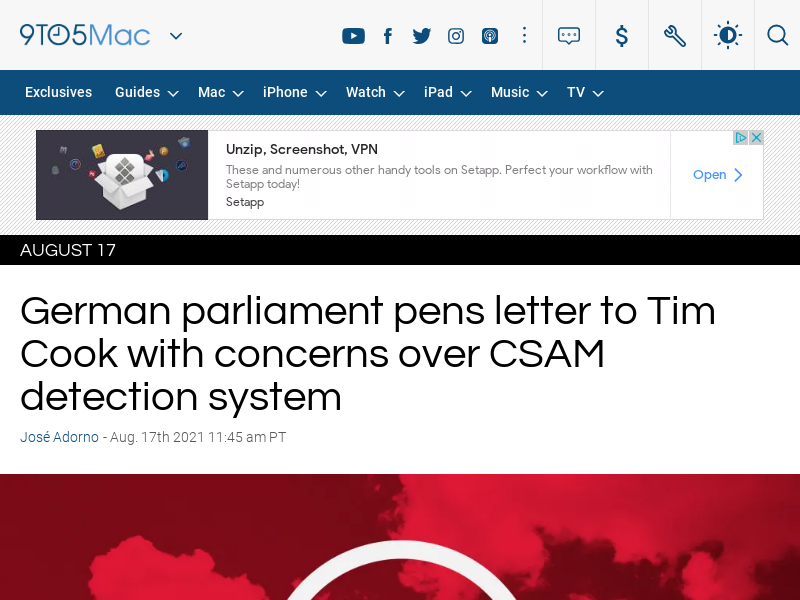 9TO5Mac
Exclusives Guides Mac iPhone Watch iPad Music TV
Unzip, Screenshot, VPN
These and numerous other handy tools on Setapp. Perfect your workflow with
Setapp today!
Setapp
Open
AUGUST 17
German parliament pens letter to Tim
Cook with concerns over CSAM
detection system
José Adorno - Aug. 17th 2021 11:45 am PT